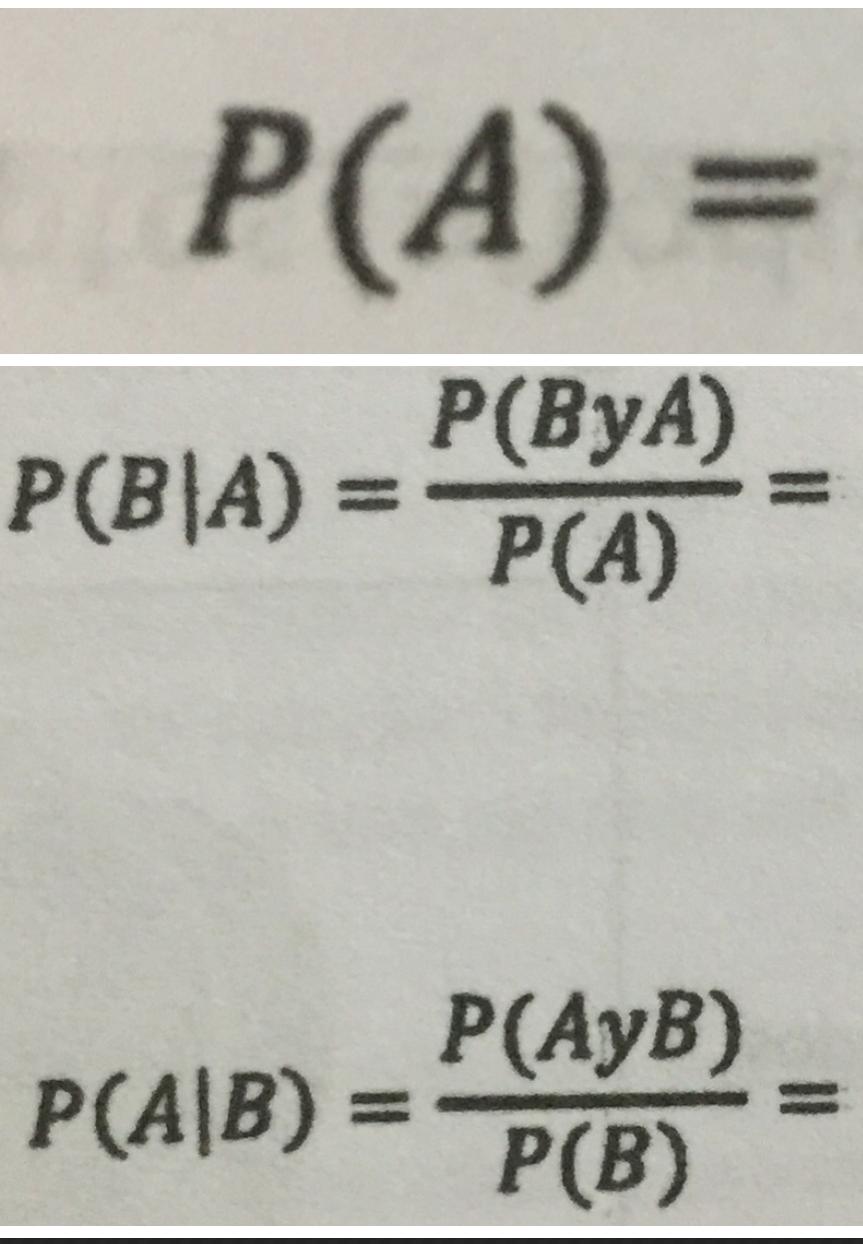 P(A) =
P(B|A) = P(ByA) / P(A) =
P(A|B) = P(AyB) / P(B) =